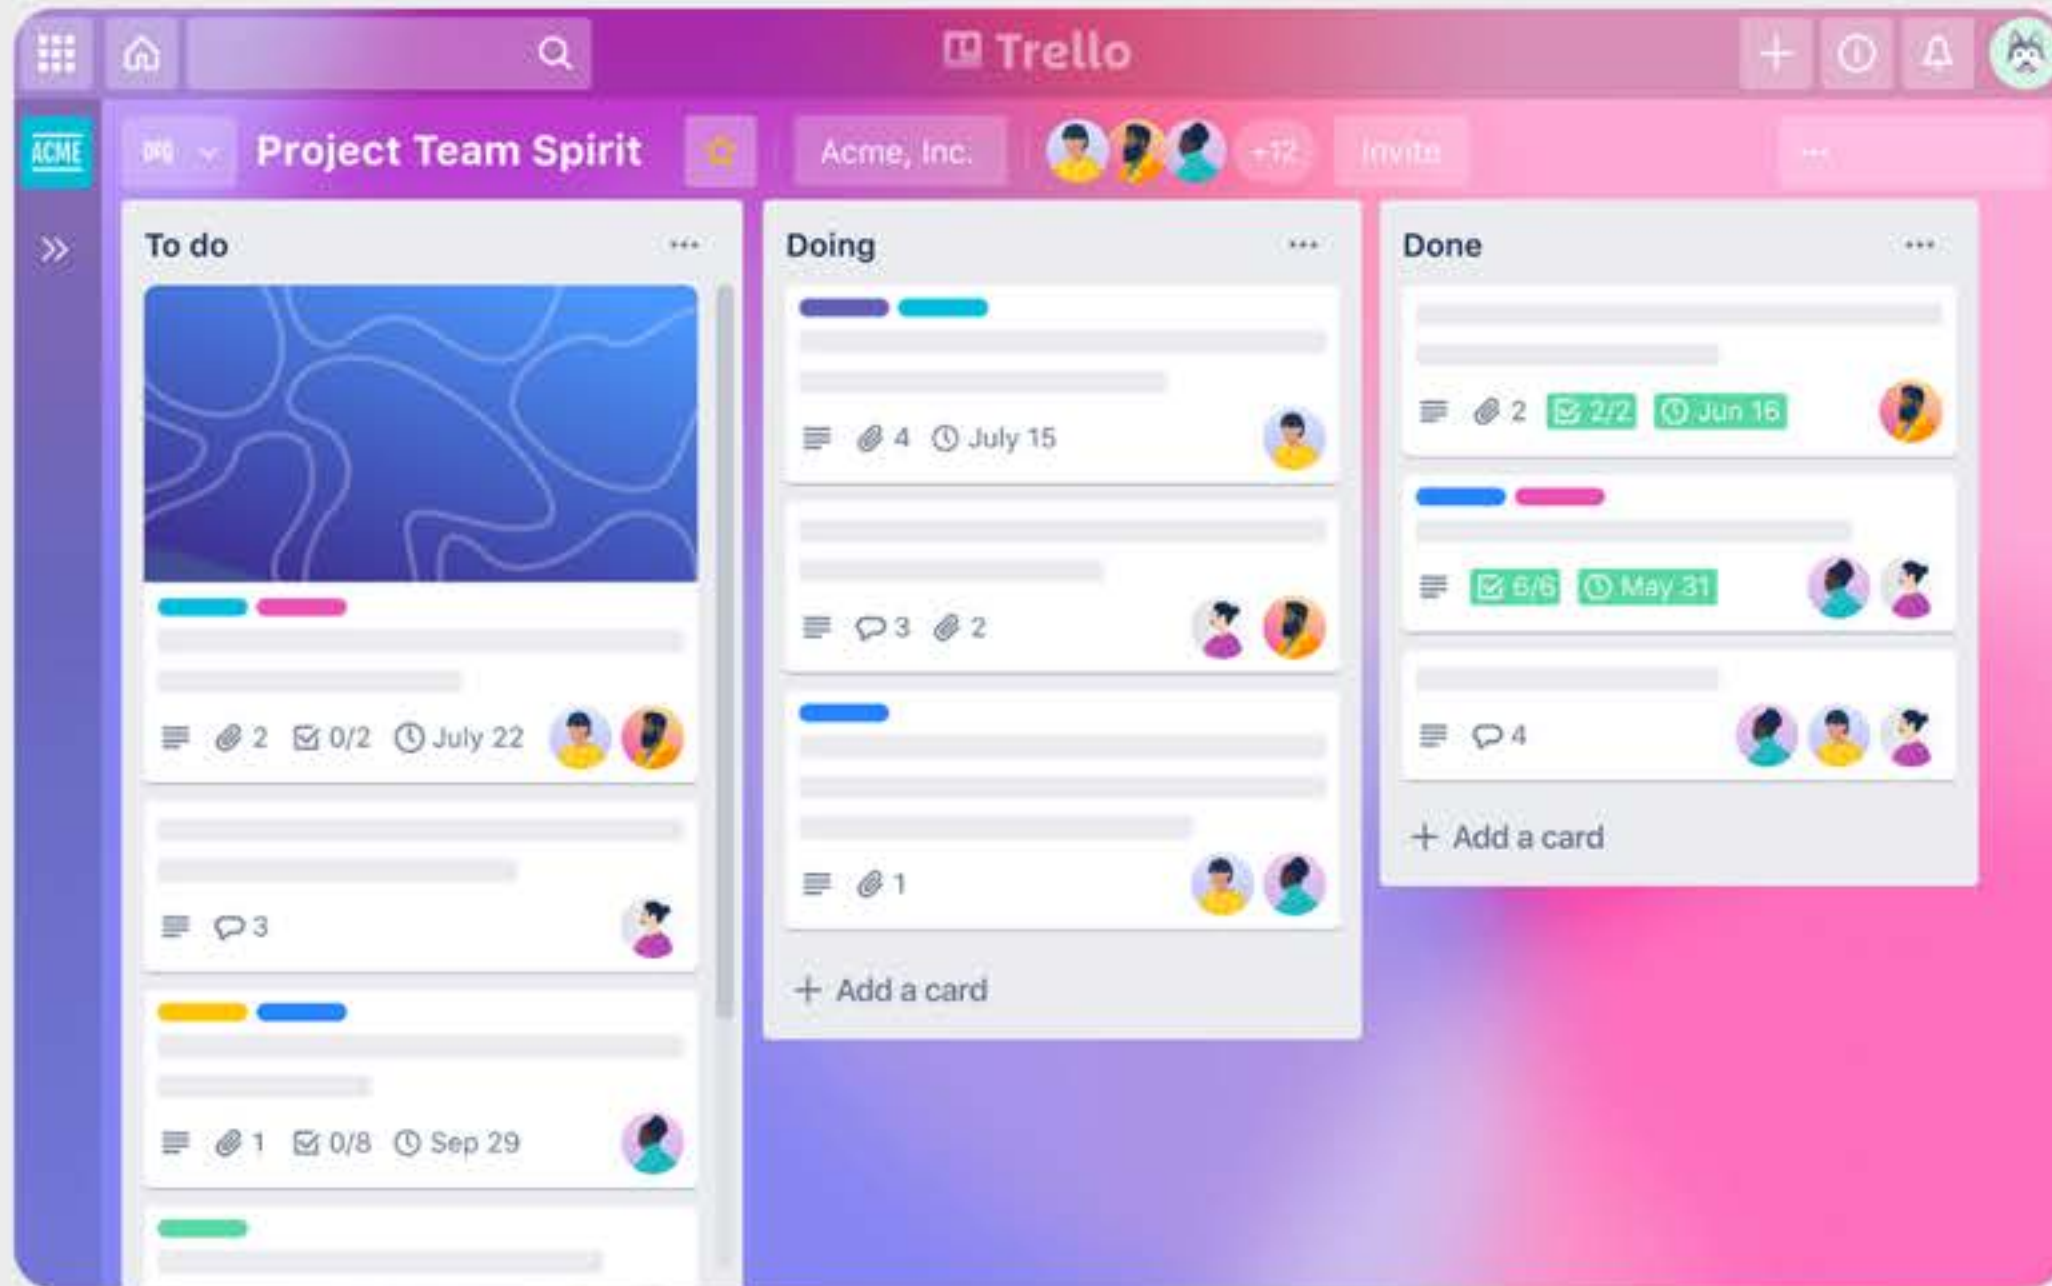 Trello
ACME
Project Team Spirit
Acme, Inc.
+12
Invite
To do
2 0/2 July 22
3
1 0/8 Sep 29
Doing
4 July 15
3 2
1
+ Add a card
Done
2 2/2 Jun 16
6/6 May 31
4
+ Add a card